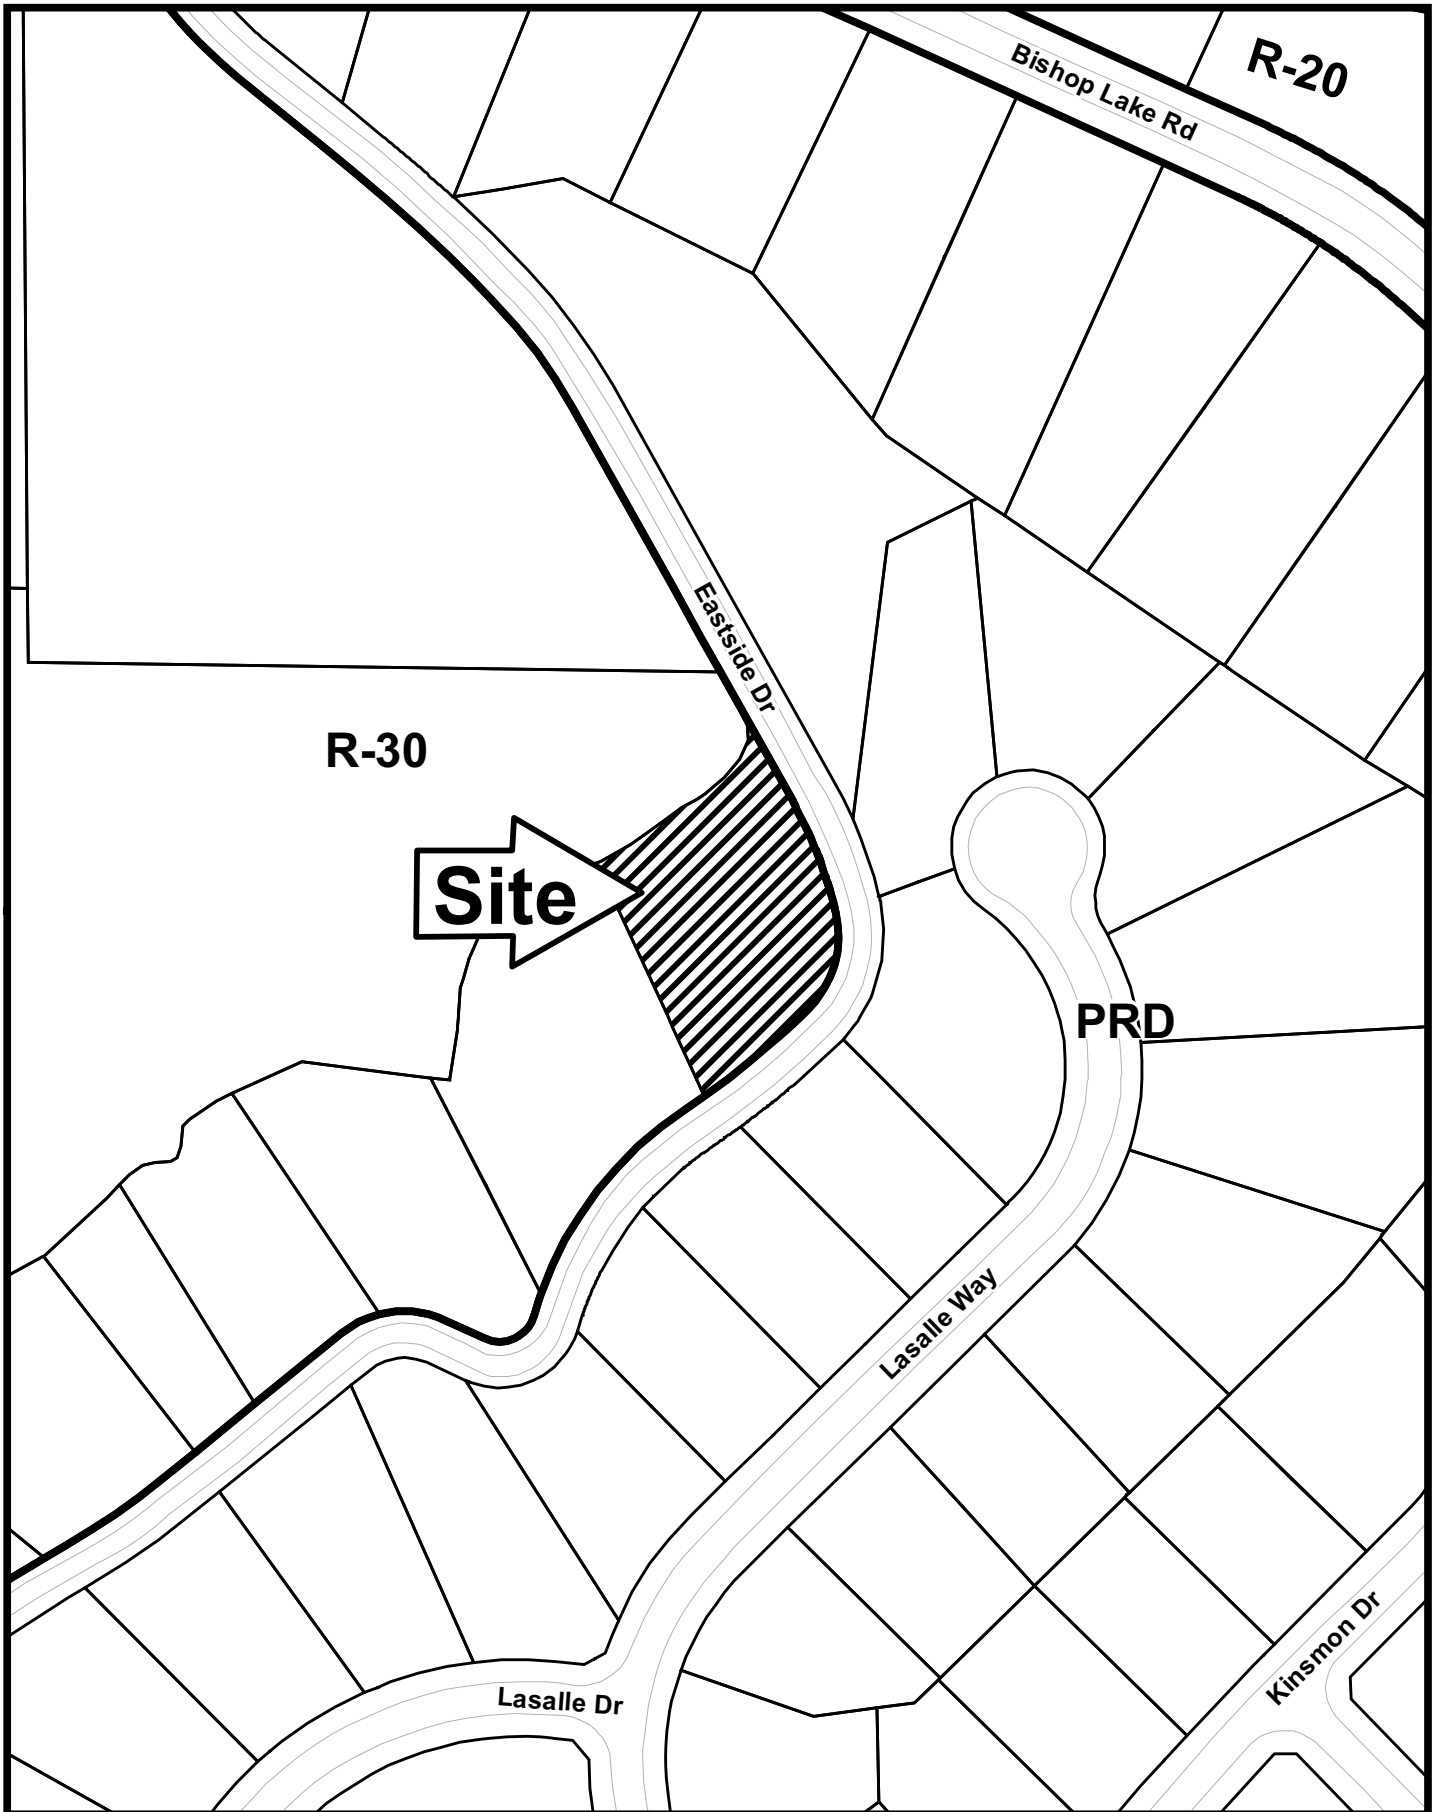 R-20
Bishop Lake Rd
Eastside Dr
R-30
Site
PRD
Lasalle Way
Kinsmon Dr
Lasalle Dr